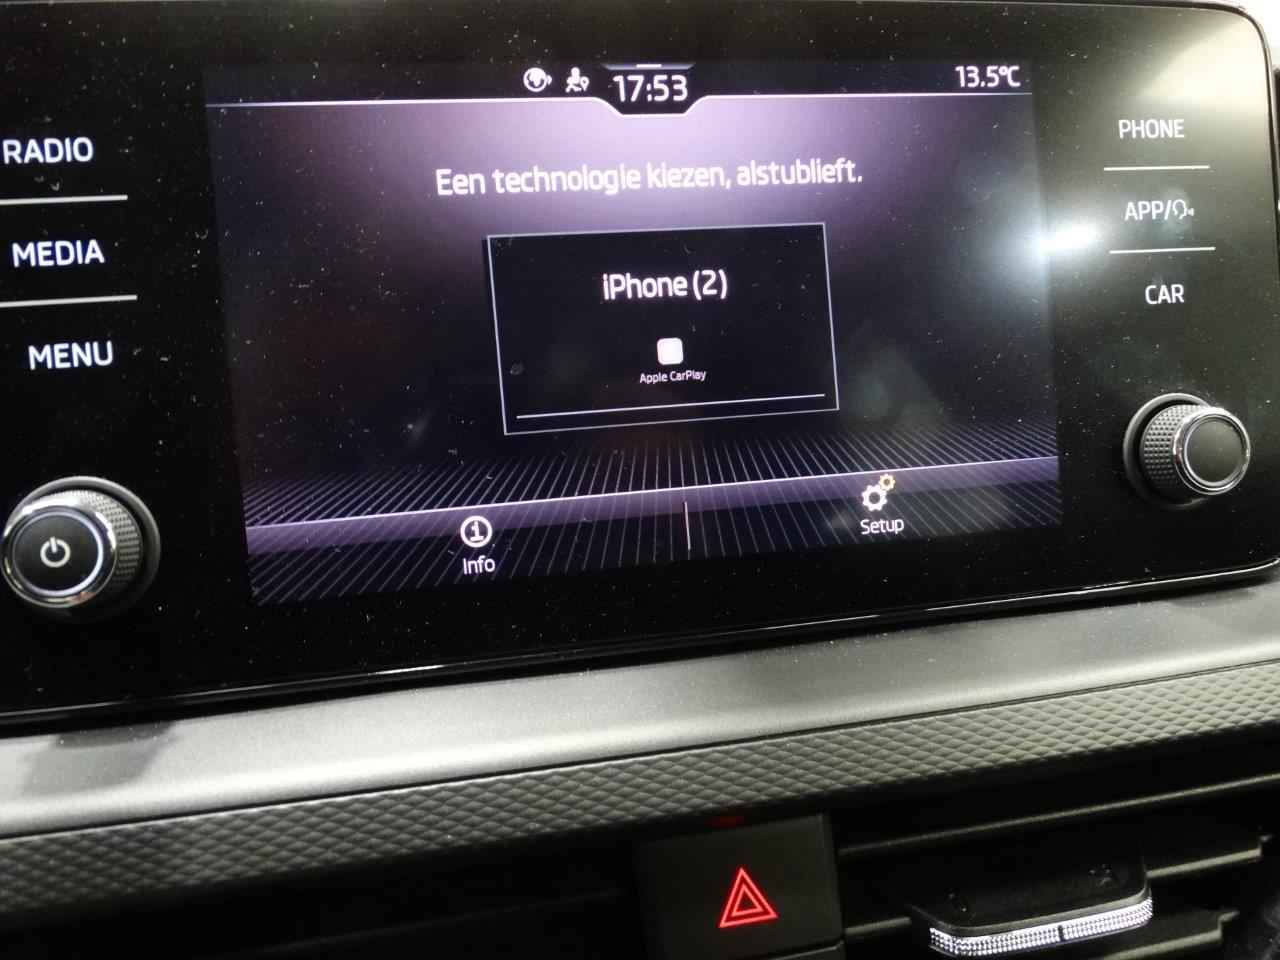 17:53
13.5°C
RADIO
MEDIA
MENU
Een technologie kiezen, alstublieft.
iPhone (2)
Apple CarPlay
Info
Setup
PHONE
APP/
CAR